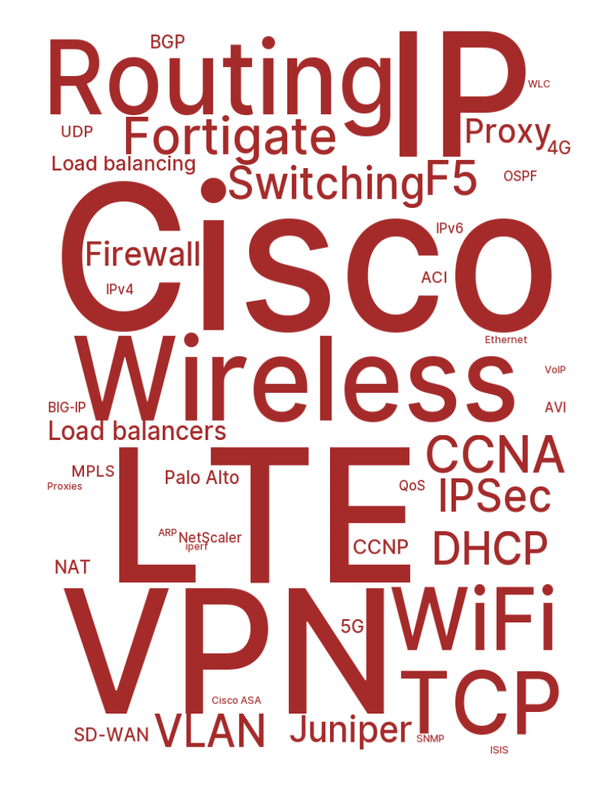 BGP
Routing
IP
WLC
UDP
Fortigate
Proxy
4G
Load balancing
Switching
F5
OSPF
Cisco
Firewall
IPv6
ACI
IPv4
Ethernet
Wireless
VoIP
BIG-IP
AVI
Load balancers
LTE
CCNA
MPLS
Palo Alto
QoS
Proxies
IPSec
ARP
NetScaler
iperf
CCNP
DHCP
NAT
VPN
WiFi
5G
TCP
Cisco ASA
SD-WAN
VLAN
Juniper
SNMP
ISIS